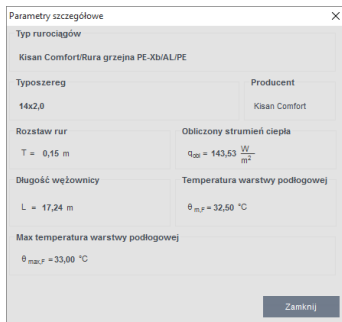 Parametry szczegółowe
Typ rurociągów
Kisan Comfort/Rura grzejna PE-Xb/AL/PE
Typoszereg
Producent
14x2,0
Kisan Comfort
Rozstaw rur
Obliczony strumień ciepła
T = 0,15 m
q obl = 143,53 W/m²
Długość wężownicy
Temperatura warstwy podłogowej
L = 17,24 m
θ m,F = 32,50 °C
Max temperatura warstwy podłogowej
θ max,F = 33,00 °C
Zamknij